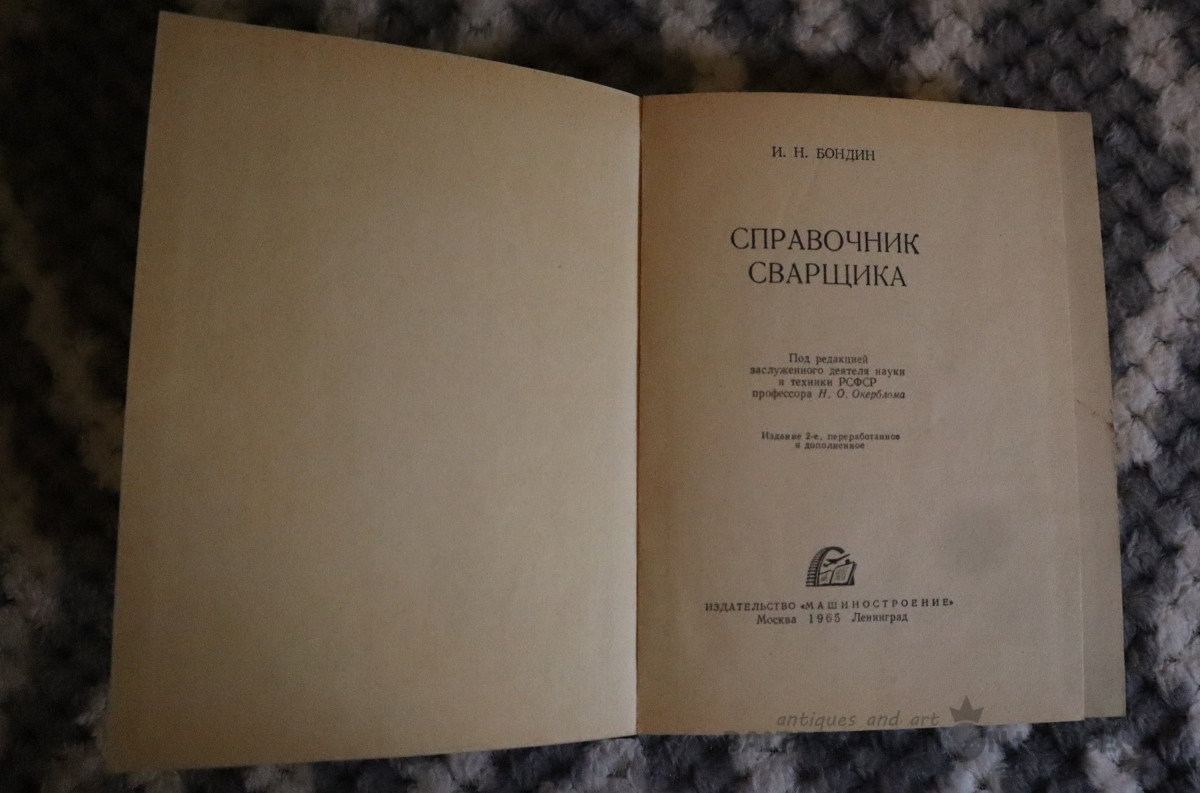 И. Н. БОНДИН
СПРАВОЧНИК
СВАРЩИКА
Под редакцией
заслуженного деятеля науки
и техники РСФСР
профессора Н. О. Окерблома
Издание 2-е, переработанное
и дополненное
ИЗДАТЕЛЬСТВО «МАШИНОСТРОЕНИЕ»
Москва 1965 Ленинград
antiques and art